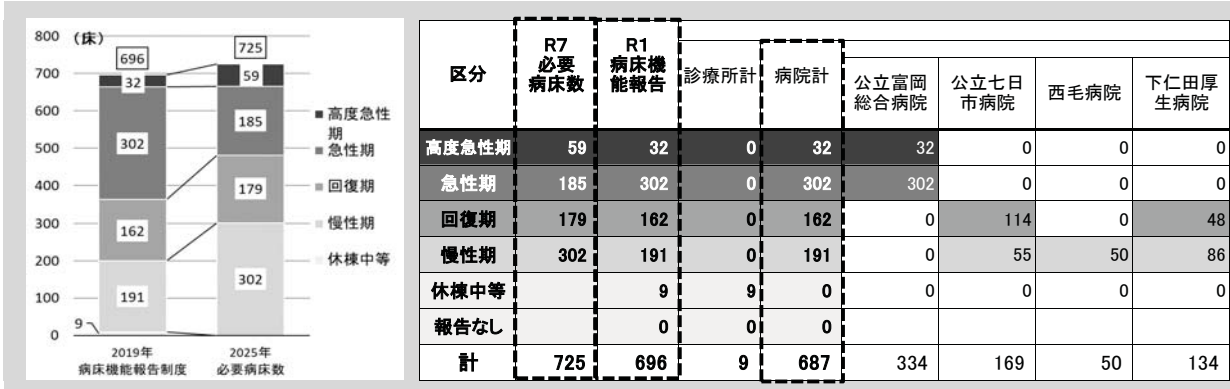 800 (床)
696
725
700
32
59
600
185
500
302
400
179
300
162
200
302
100
191
9
0
2019年
病床機能報告制度
2025年
必要病床数
高度急性
期
急性期
回復期
慢性期
休棟中等
区分 R7 必要 病床数 R1 病床機 能報告 診療所計 病院計 公立富岡 総合病院 公立七日 市病院 西毛病院 下仁田厚 生病院
高度急性期 59 32 0 32 32 0 0 0
急性期 185 302 0 302 302 0 0 0
回復期 179 162 0 162 0 114 0 48
慢性期 302 191 0 191 0 55 50 86
休棟中等 9 9 0 0 0 0 0
報告なし 0 0 0
計 725 696 9 687 334 169 50 134